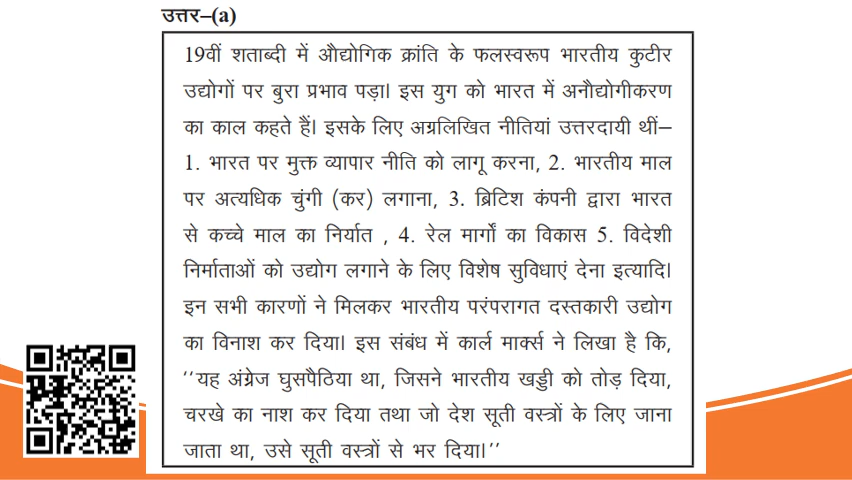 उत्तर–(a)
19वीं शताब्दी में औद्योगिक क्रांति के फलस्वरूप भारतीय कुटीर
उद्योगों पर बुरा प्रभाव पड़ा। इस युग को भारत में अनौद्योगीकरण
का काल कहते हैं। इसके लिए अग्रलिखित नीतियां उत्तरदायी थीं–
1. भारत पर मुक्त व्यापार नीति को लागू करना, 2. भारतीय माल
पर अत्यधिक चुंगी (कर) लगाना, 3. ब्रिटिश कंपनी द्वारा भारत
से कच्चे माल का निर्यात , 4. रेल मार्गों का विकास 5. विदेशी
निर्माताओं को उद्योग लगाने के लिए विशेष सुविधाएं देना इत्यादि।
इन सभी कारणों ने मिलकर भारतीय परंपरागत दस्तकारी उद्योग
का विनाश कर दिया। इस संबंध में कार्ल मार्क्स ने लिखा है कि,
‘‘यह अंग्रेज घुसपैठिया था, जिसने भारतीय खड्डी को तोड़ दिया,
चरखे का नाश कर दिया तथा जो देश सूती वस्त्रों के लिए जाना
जाता था, उसे सूती वस्त्रों से भर दिया।’’